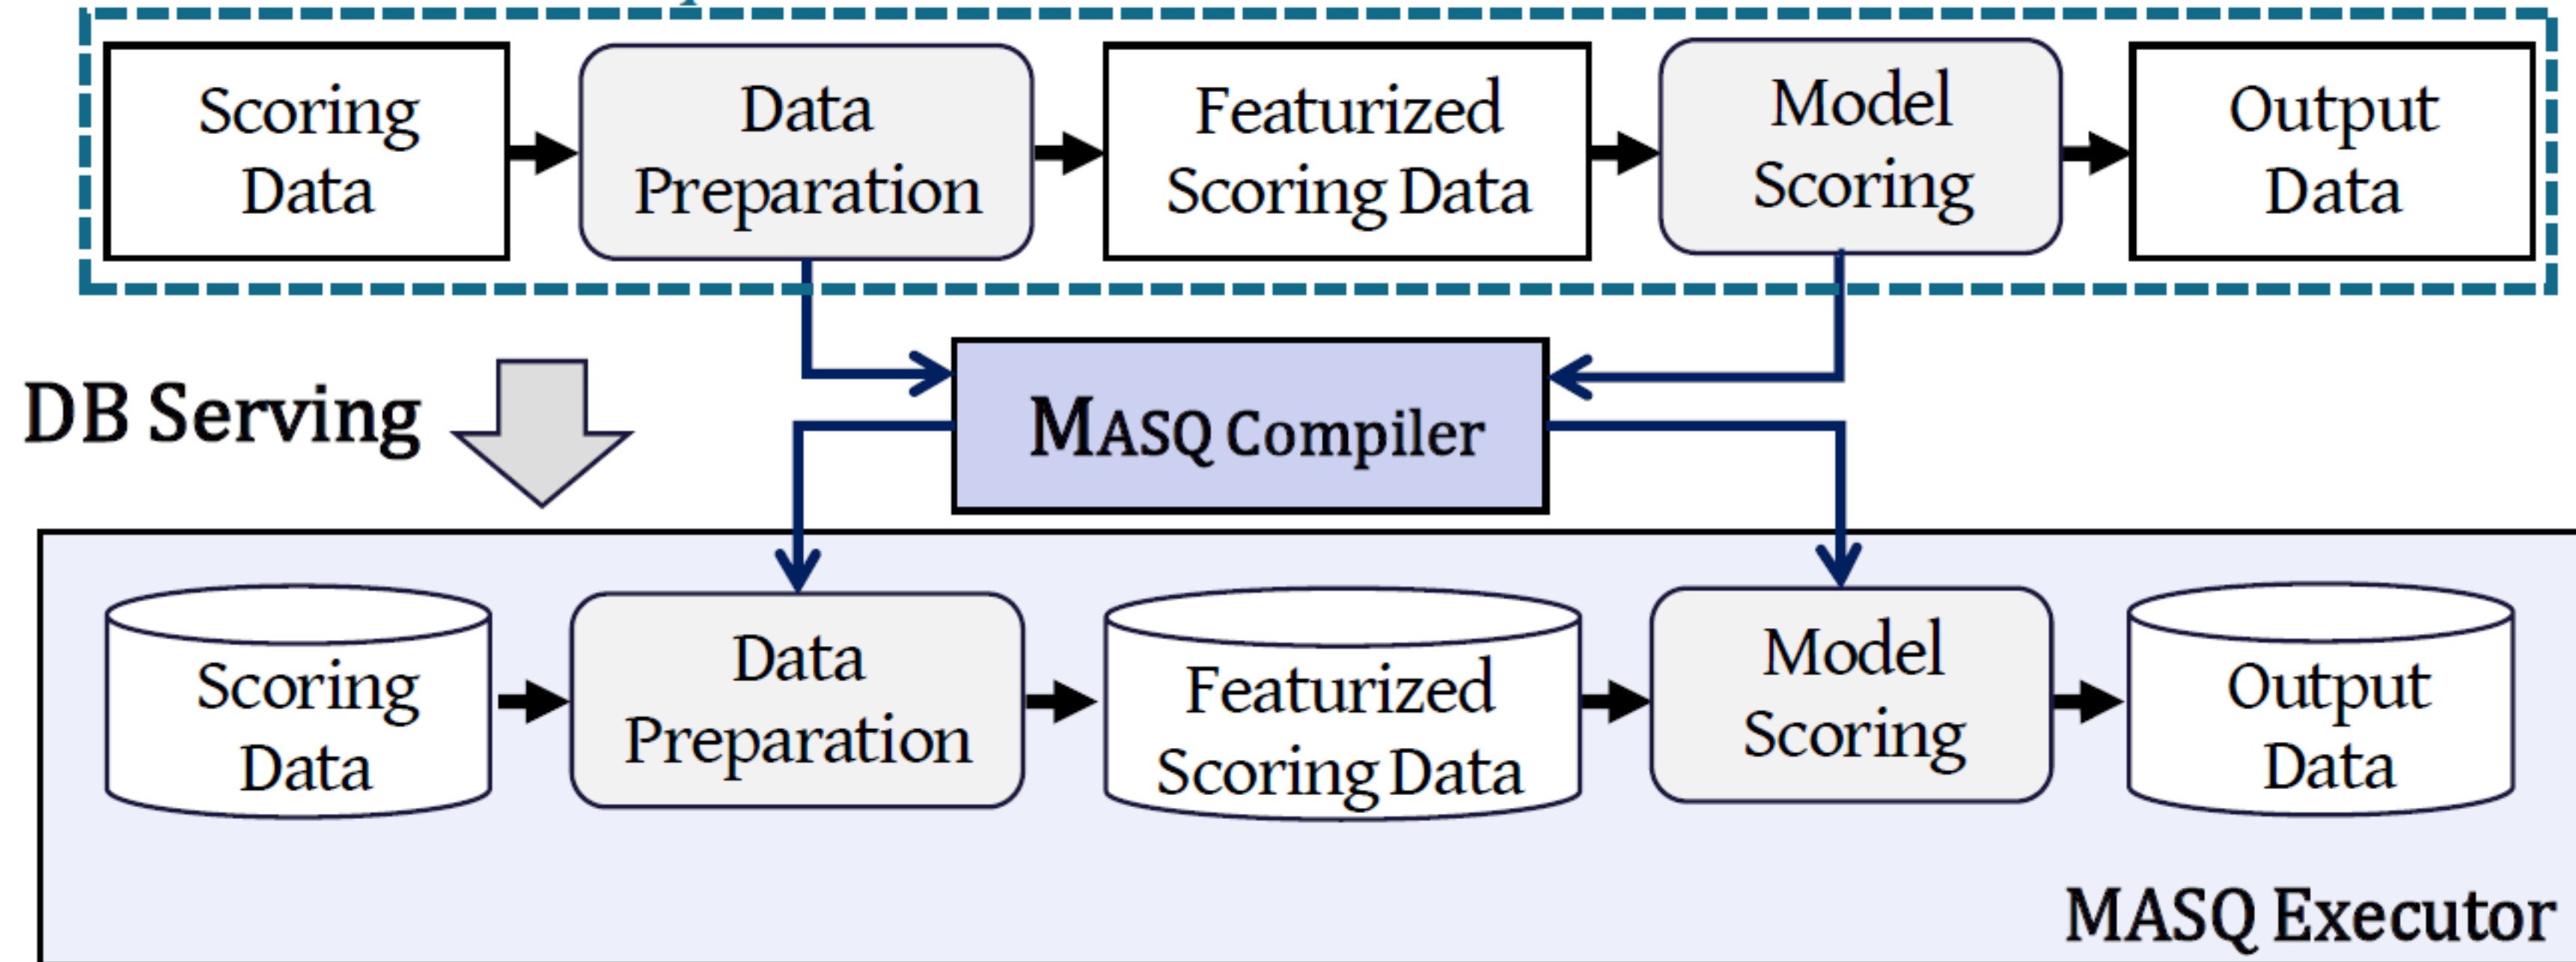 Scoring
Data
Data
Preparation
Featurized
Scoring Data
Model
Scoring
Output
Data
DB Serving
MASQ Compiler
Scoring
Data
Data
Preparation
Featurized
Scoring Data
Model
Scoring
Output
Data
MASQ Executor